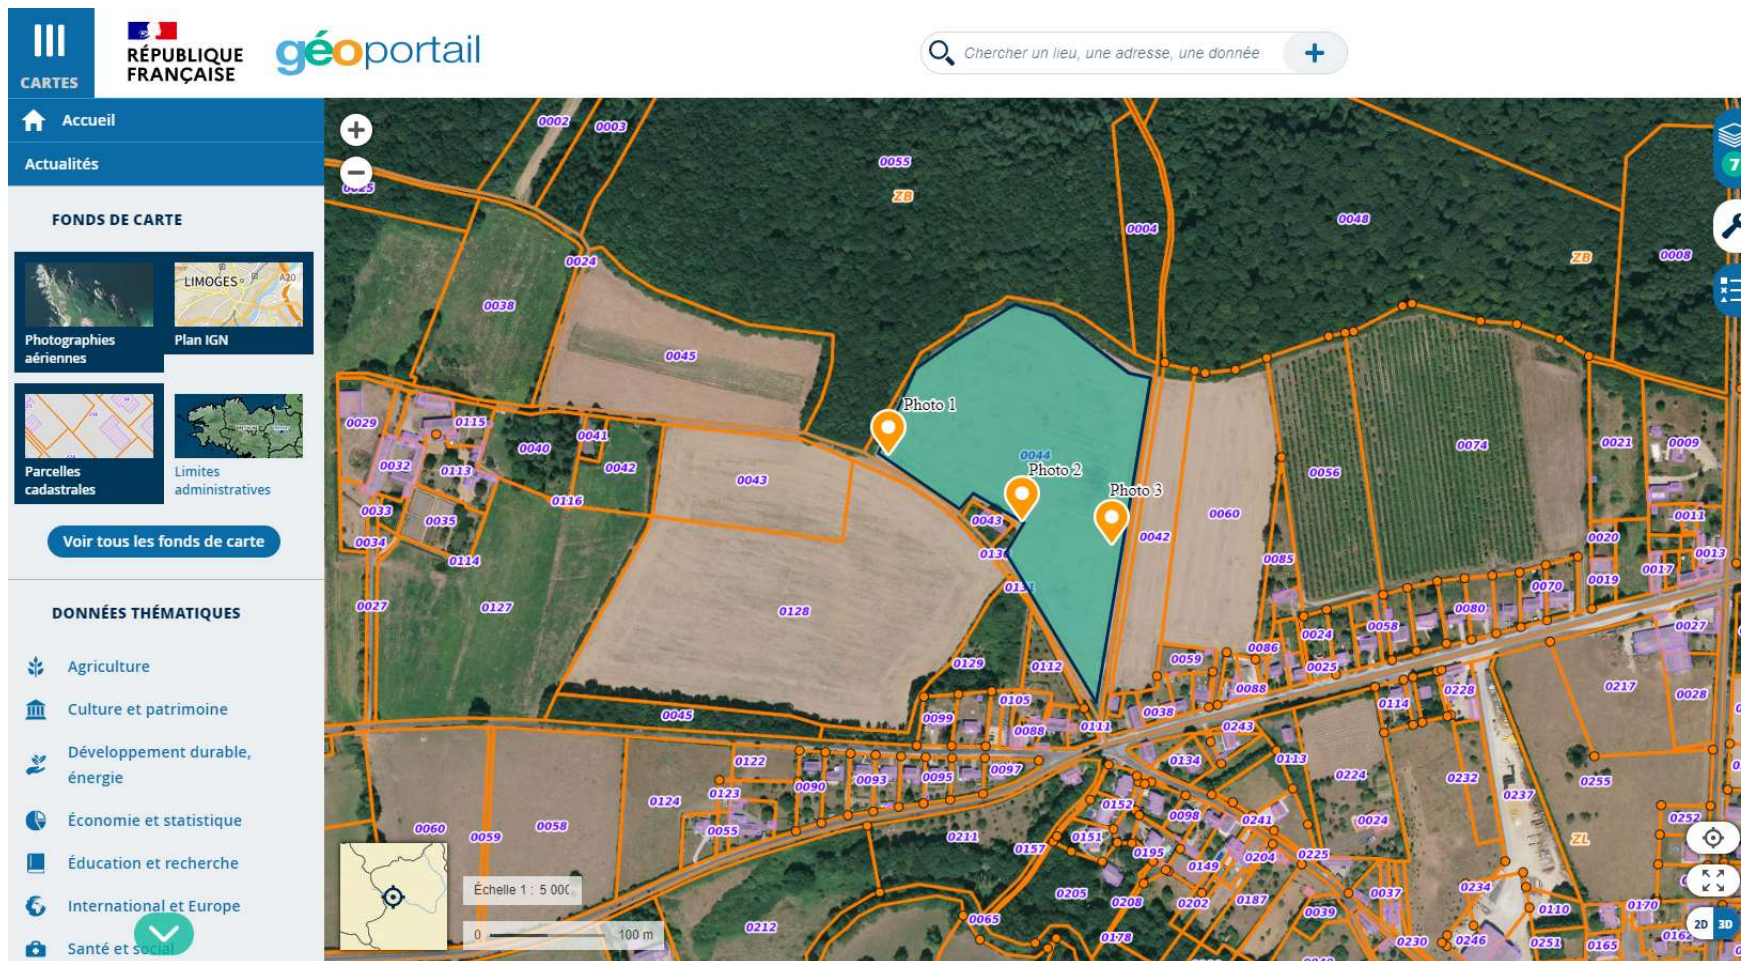 CARTES
RÉPUBLIQUE
FRANÇAISE
géoportail
Chercher un lieu, une adresse, une donnée
Accueil
Actualités
FONDS DE CARTE
Photographies
aériennes
LIMOGES
A20
Plan IGN
Parcelles
cadastrales
Limites
administratives
Voir tous les fonds de carte
DONNÉES THÉMATIQUES
Agriculture
Culture et patrimoine
Développement durable,
énergie
Économie et statistique
Éducation et recherche
International et Europe
Santé et social
0002
0003
0055
ZB
0025
0004
0048
ZB
0008
7
0024
0038
0045
Photo 1
0044
Photo 2
Photo 3
0029
0115
0041
0040
0032
0113
0042
0116
0043
0033
0035
0034
0114
0043
0131
0042
0060
0056
0074
0021
0009
0011
0020
0013
0085
0017
0019
0070
0027
0127
0128
0080
0024
0058
0027
0086
0025
0129
0112
0059
0088
0217
0028
0228
0114
0105
0099
0088
0111
0038
0243
0045
0122
0123
0124
0090
0093
0095
0097
0134
0113
0224
0232
0237
0255
0060
0059
0058
0055
0211
0157
0152
0151
0098
0241
0024
0252
ZL
0195
0149
0204
0225
0205
0208
0202
0187
0037
0039
0234
0110
0170
0065
0212
0178
0230
0246
0251
0165
Échelle 1 : 5 000
0
100 m
2D
3D